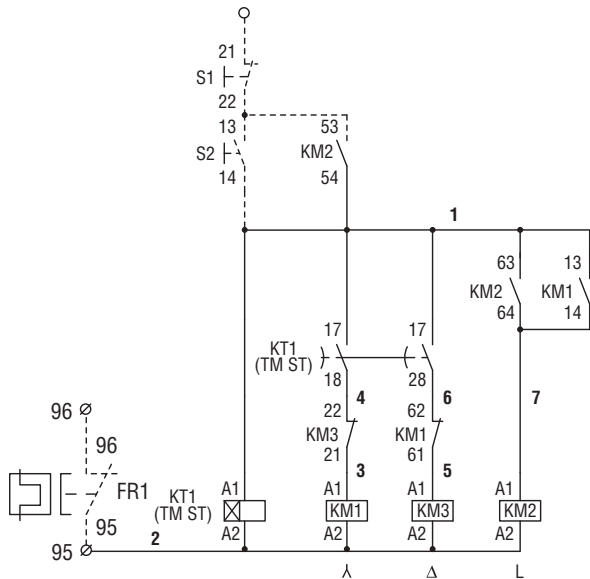 21
S1
22
13
S2
14
53
KM2
54
1
63
KM2
64
13
KM1
14
17
KT1
(TM ST)
18
17
28
4
6
7
22
KM3
21
62
KM1
61
3
5
96
96
FR1
95
95
2
KT1
(TM ST)
A1
A2
A1
KM1
A2
A1
KM3
A2
A1
KM2
A2
⅄
Δ
L